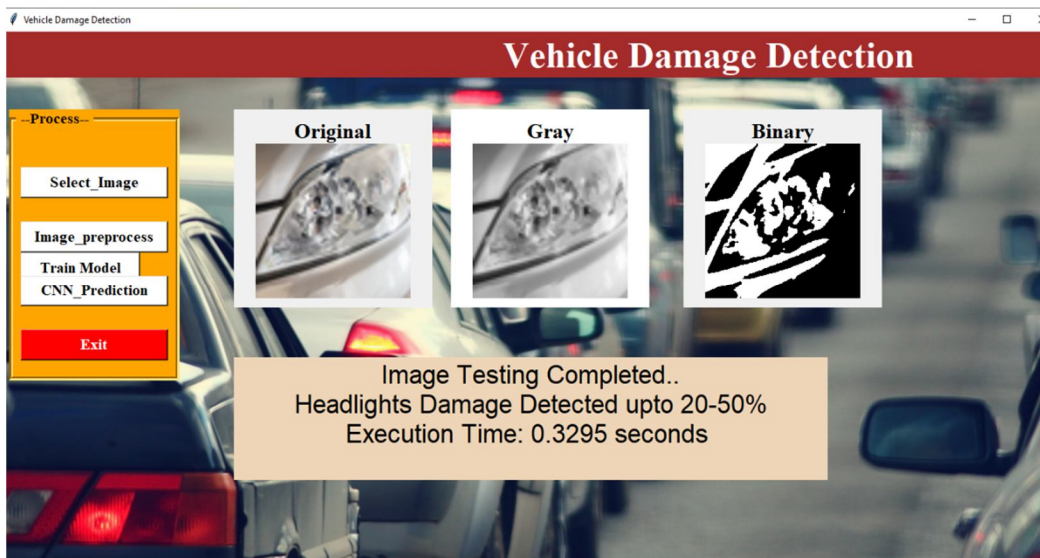 Vehicle Damage Detection
Vehicle Damage Detection
--Process--
Select_Image
Image_preprocess
Train Model
CNN_Prediction
Exit
Original
Gray
Binary
Image Testing Completed..
Headlights Damage Detected upto 20-50%
Execution Time: 0.3295 seconds